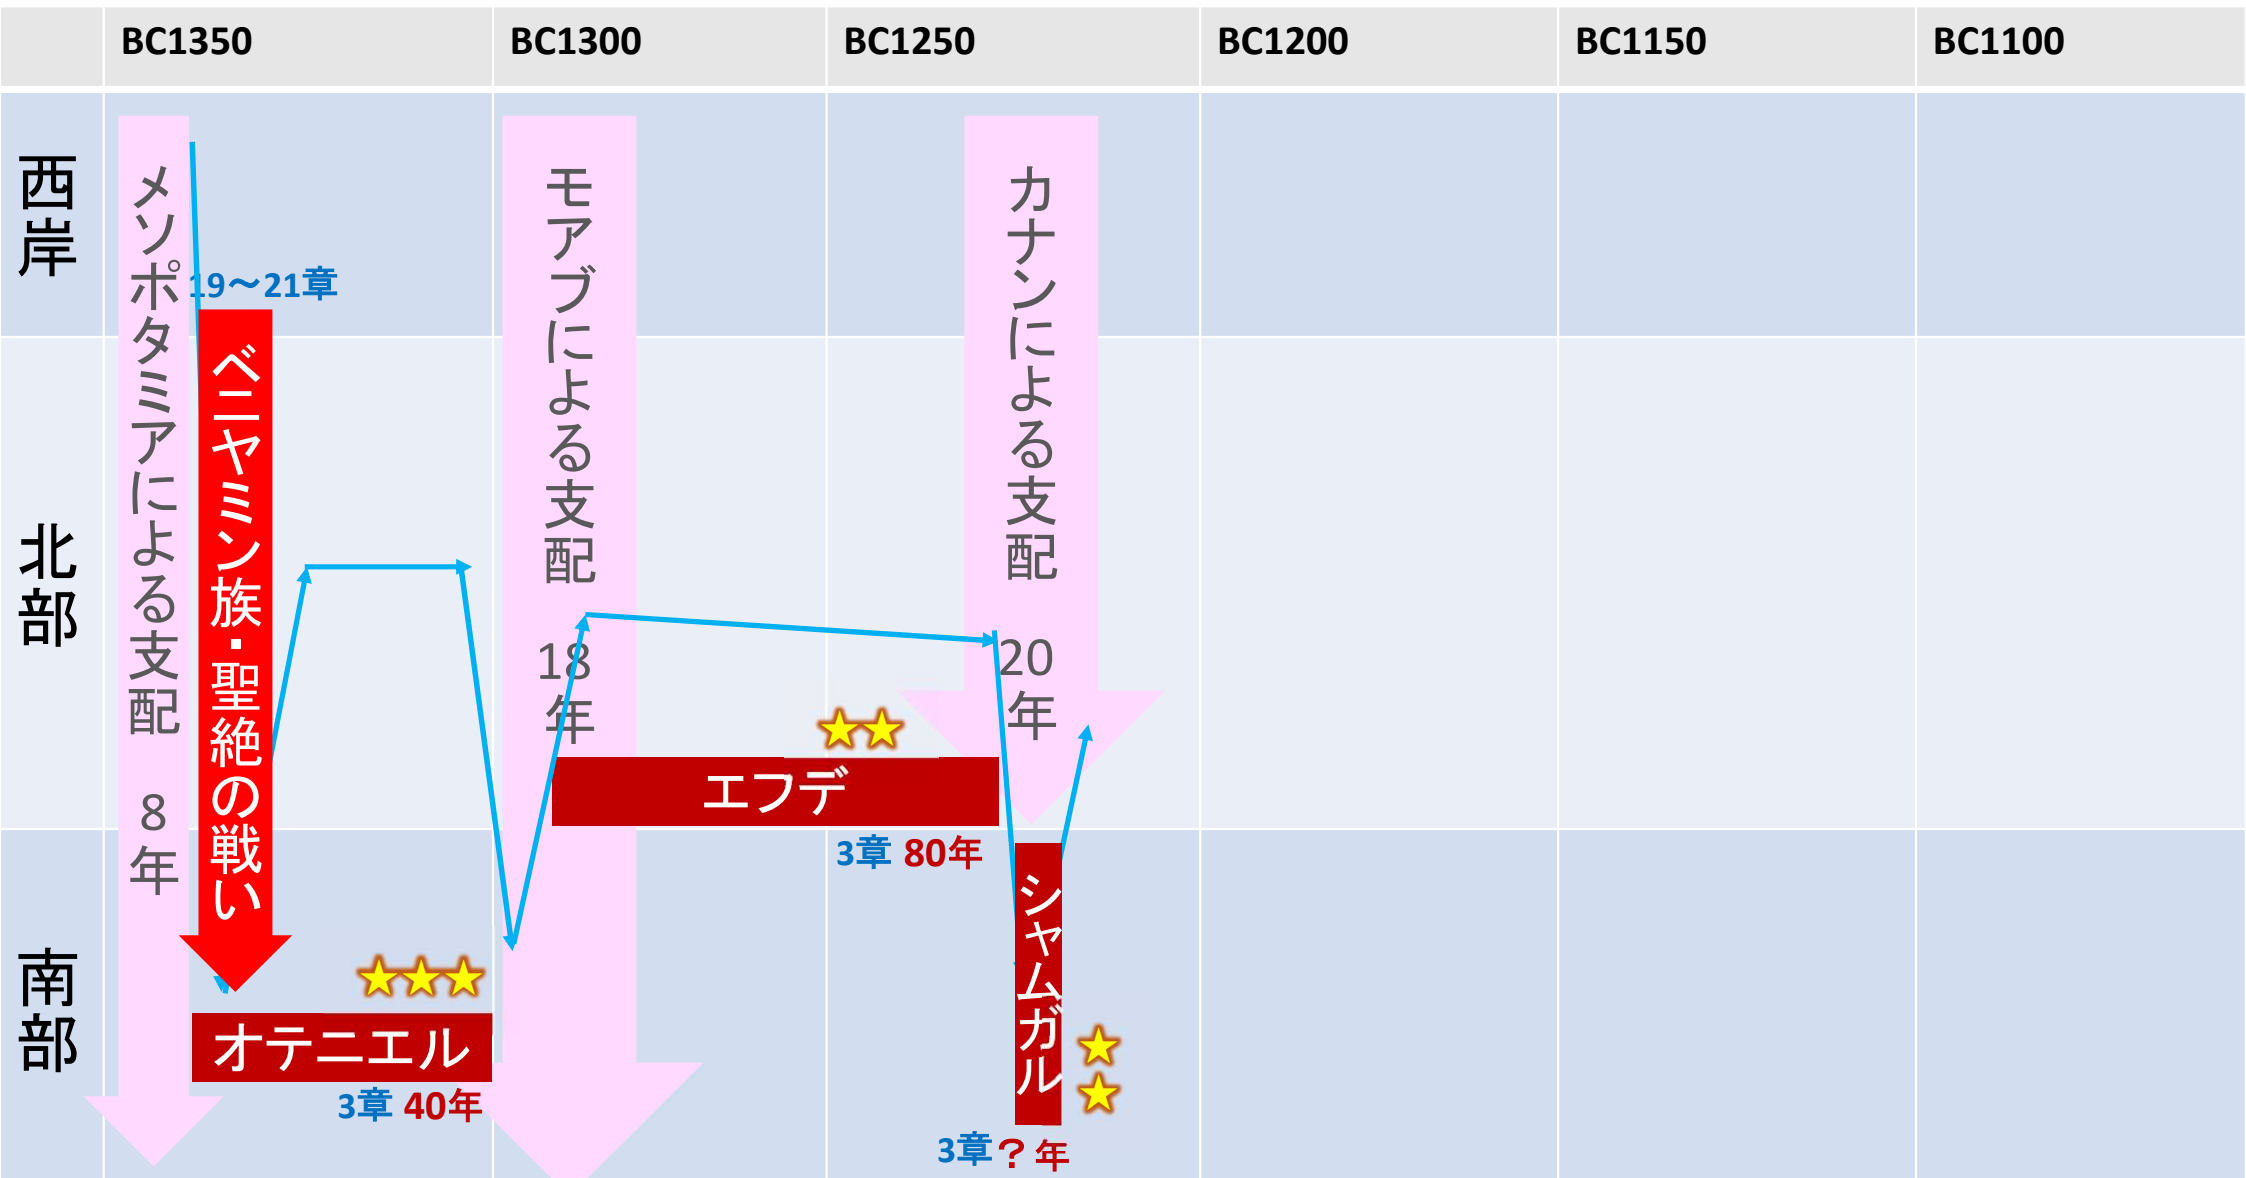 BC1350
BC1300
BC1250
BC1200
BC1150
BC1100
西岸
北部
南部
メソポタミアによる支配 8年
19～21章
ベニヤミン族・聖絶の戦い
オテニエル
3章 40年
モアブによる支配 18年
エフデ
3章 80年
カナンによる支配 20年
シャムガル
3章？年